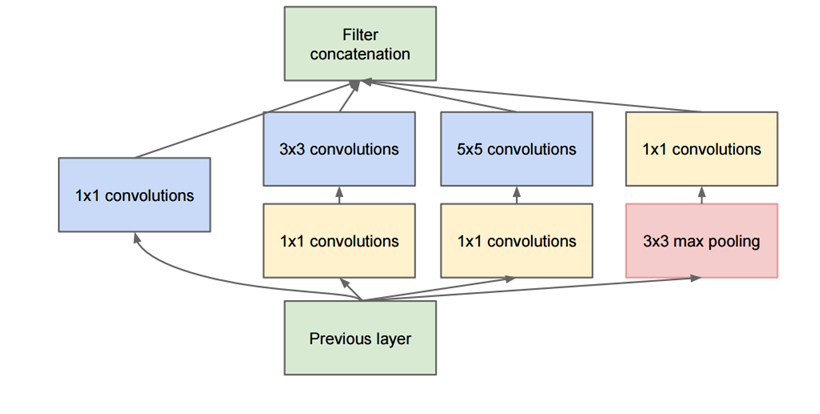 Filter
concatenation
3x3 convolutions
5x5 convolutions
1x1 convolutions
1x1 convolutions
1x1 convolutions
1x1 convolutions
3x3 max pooling
Previous layer